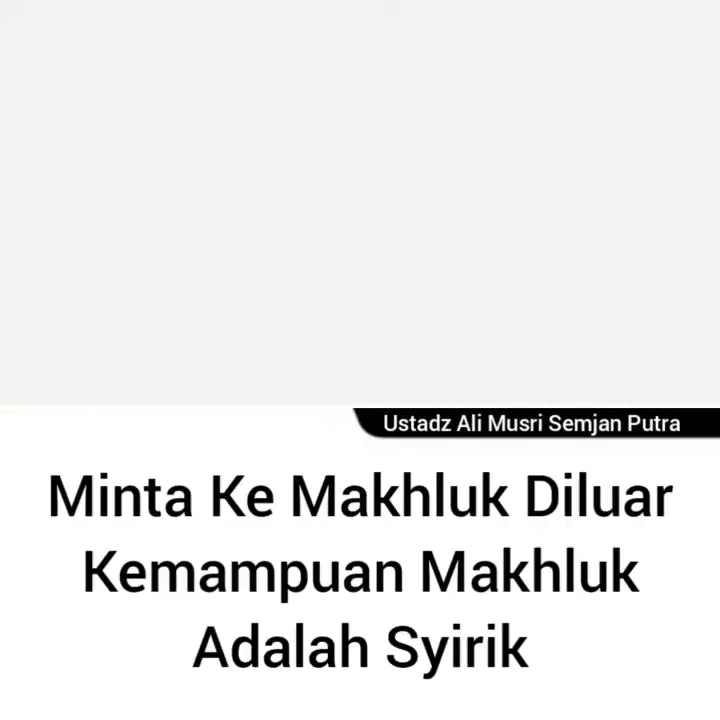 Ustadz Ali Musri Semjan Putra
Minta Ke Makhluk Diluar
Kemampuan Makhluk
Adalah Syirik